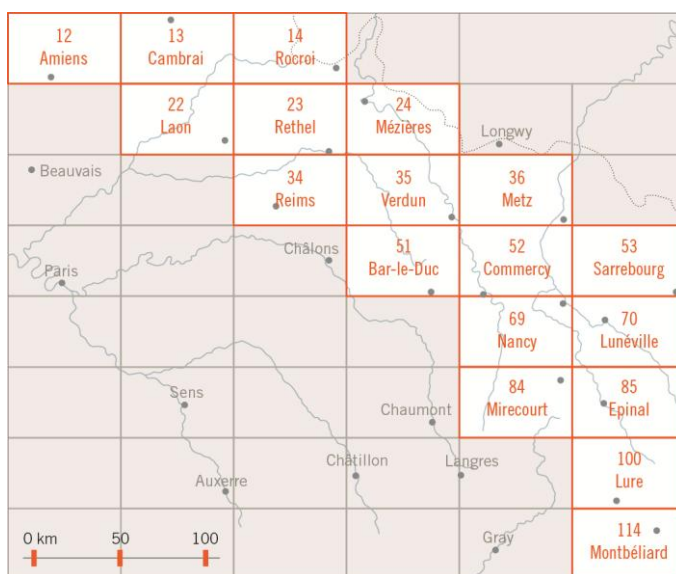 12
Amiens
13
Cambrai
14
Rocroi
22
Laon
23
Rethel
24
Mézières
Longwy
Beauvais
34
Reims
35
Verdun
36
Metz
Paris
Châlons
51
Bar-le-Duc
52
Commercy
53
Sarrebourg
69
Nancy
70
Lunéville
Sens
Chaumont
84
Mirecourt
85
Epinal
Auxerre
Châtillon
Langres
100
Lure
0 km 50 100
Gray
114
Montbéliard